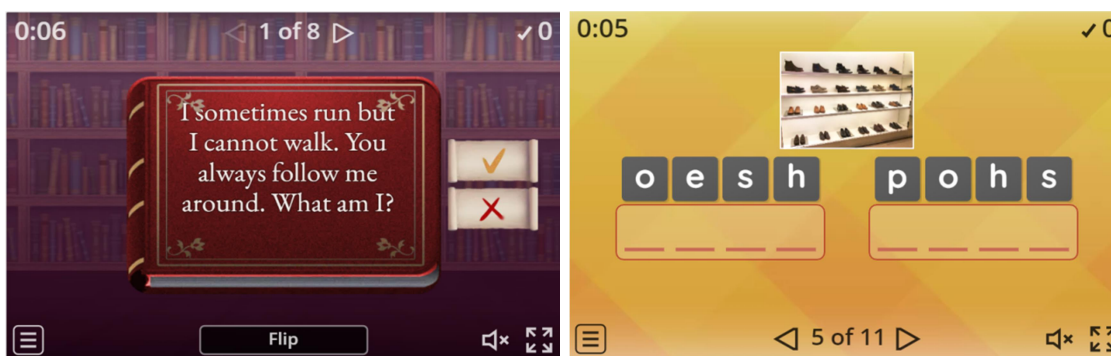 0:06
1 of 8
0
I sometimes run but
I cannot walk. You
always follow me
around. What am I?
Flip
0:05
0
o e s h
p o h s
5 of 11